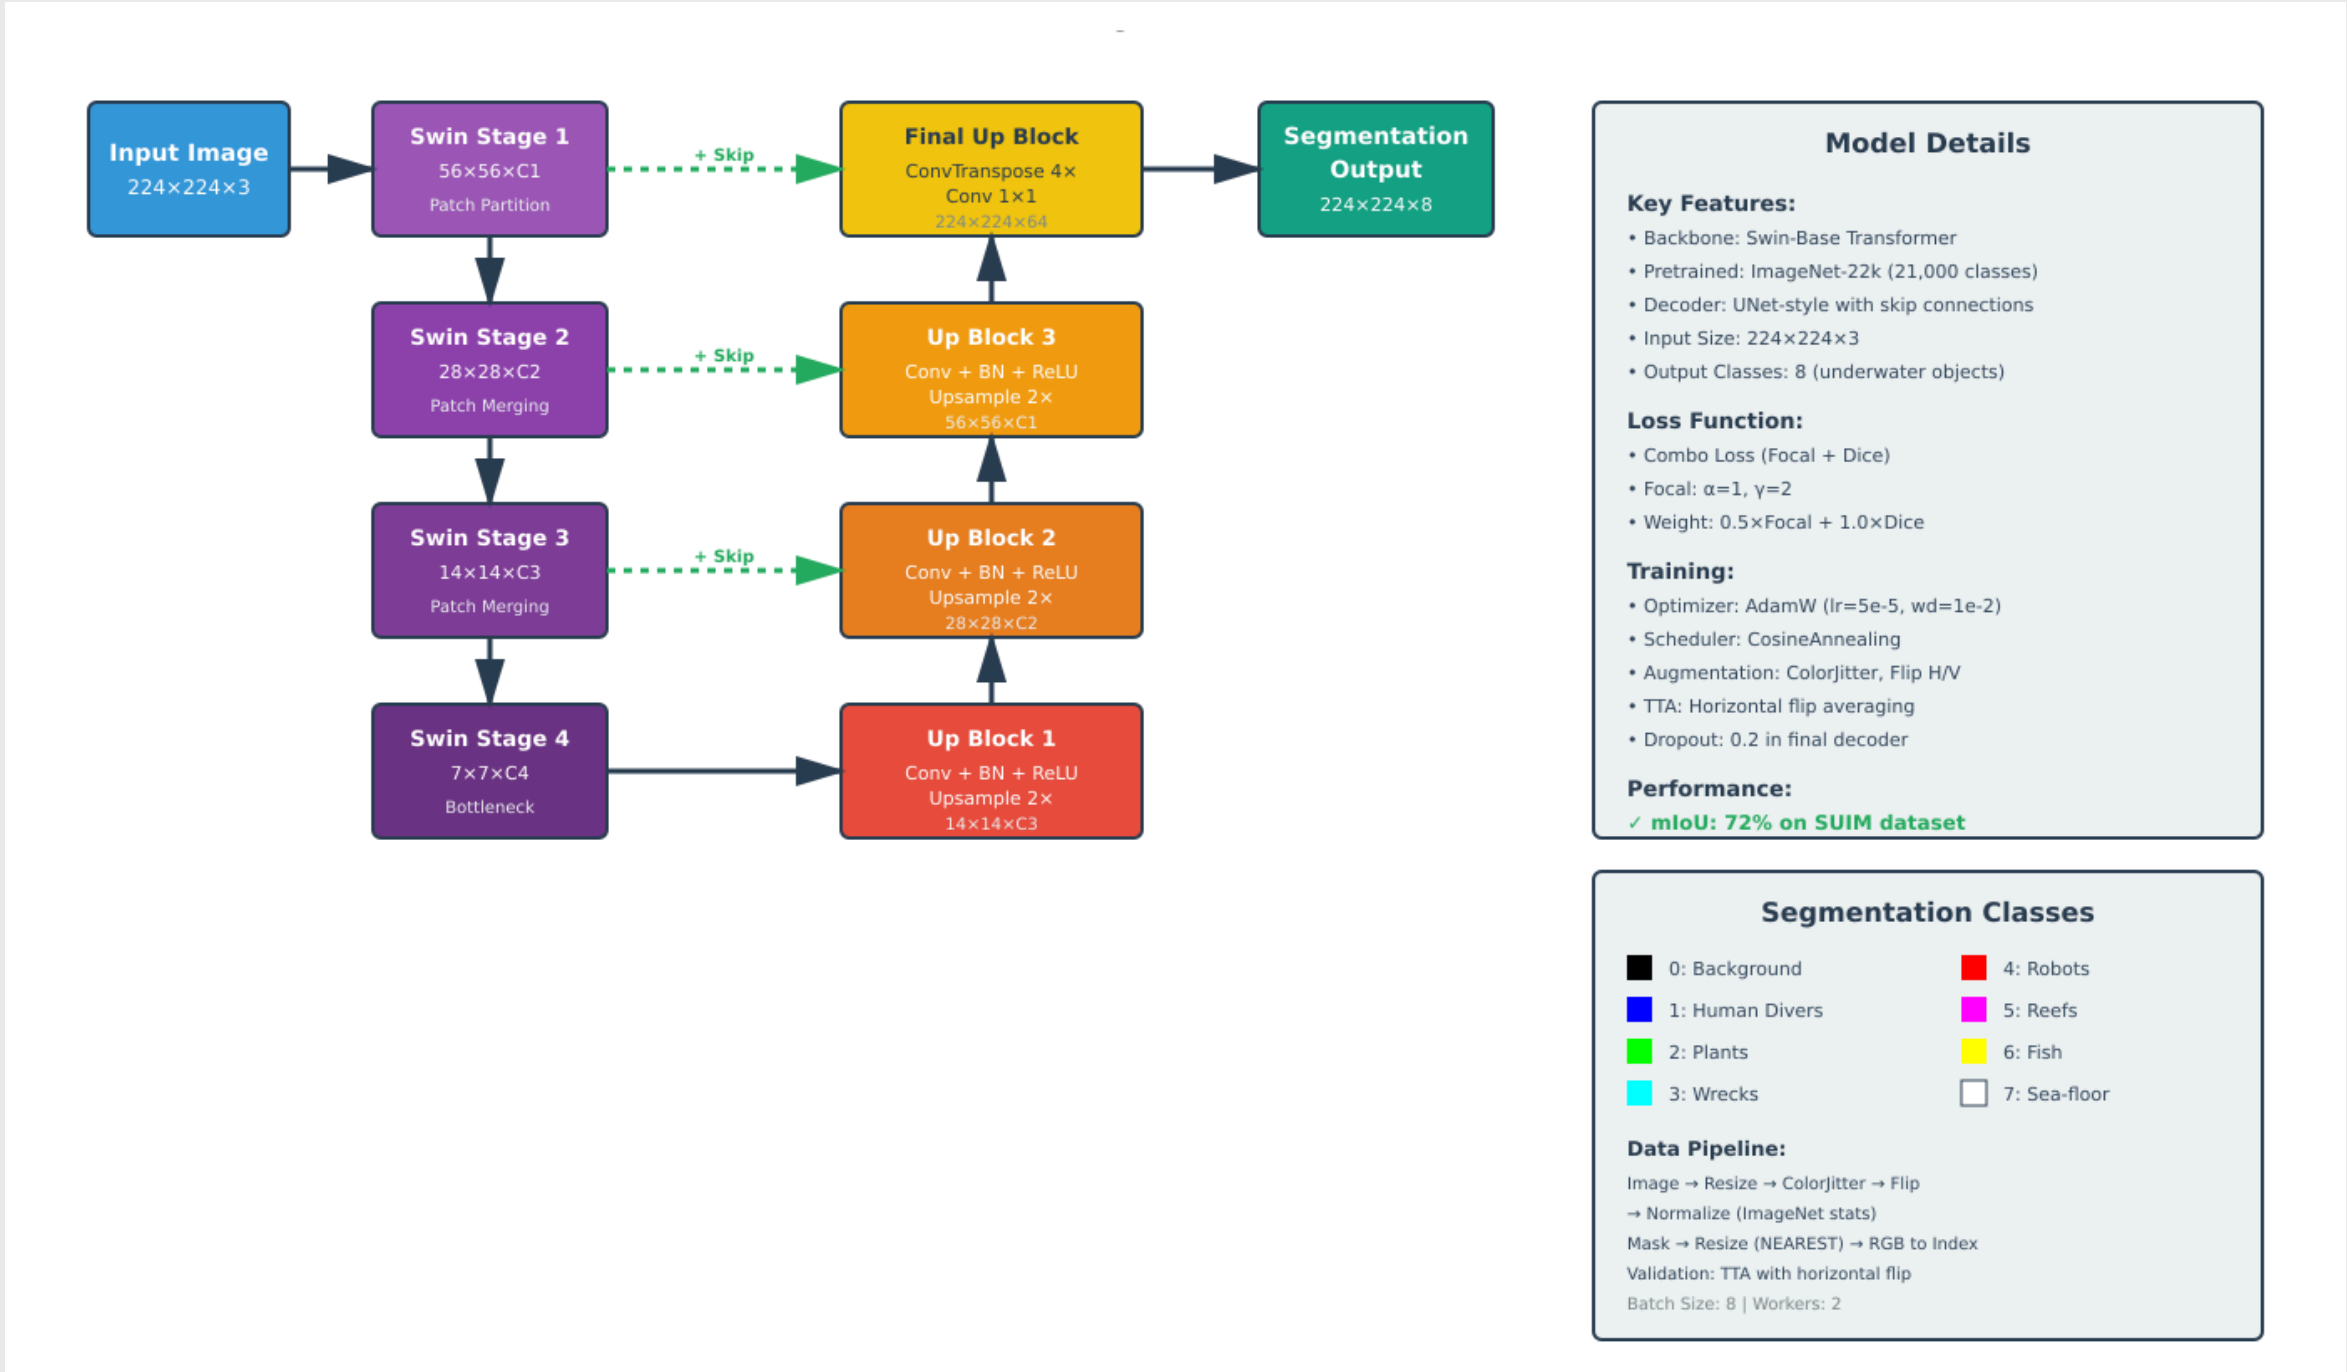 Input Image
224×224×3
Swin Stage 1
56×56×C1
Patch Partition
+ Skip
Final Up Block
ConvTranspose 4×
Conv 1×1
224×224×64
Segmentation
Output
224×224×8
Swin Stage 2
28×28×C2
Patch Merging
+ Skip
Up Block 3
Conv + BN + ReLU
Upsample 2×
56×56×C1
Swin Stage 3
14×14×C3
Patch Merging
+ Skip
Up Block 2
Conv + BN + ReLU
Upsample 2×
28×28×C2
Swin Stage 4
7×7×C4
Bottleneck
Up Block 1
Conv + BN + ReLU
Upsample 2×
14×14×C3
Model Details
Key Features:
• Backbone: Swin-Base Transformer
• Pretrained: ImageNet-22k (21,000 classes)
• Decoder: UNet-style with skip connections
• Input Size: 224×224×3
• Output Classes: 8 (underwater objects)
Loss Function:
• Combo Loss (Focal + Dice)
• Focal: α=1, γ=2
• Weight: 0.5×Focal + 1.0×Dice
Training:
• Optimizer: AdamW (lr=5e-5, wd=1e-2)
• Scheduler: CosineAnnealing
• Augmentation: ColorJitter, Flip H/V
• TTA: Horizontal flip averaging
• Dropout: 0.2 in final decoder
Performance:
✓ mIoU: 72% on SUIM dataset
Segmentation Classes
0: Background
1: Human Divers
2: Plants
3: Wrecks
4: Robots
5: Reefs
6: Fish
7: Sea-floor
Data Pipeline:
Image → Resize → ColorJitter → Flip
→ Normalize (ImageNet stats)
Mask → Resize (NEAREST) → RGB to Index
Validation: TTA with horizontal flip
Batch Size: 8 | Workers: 2